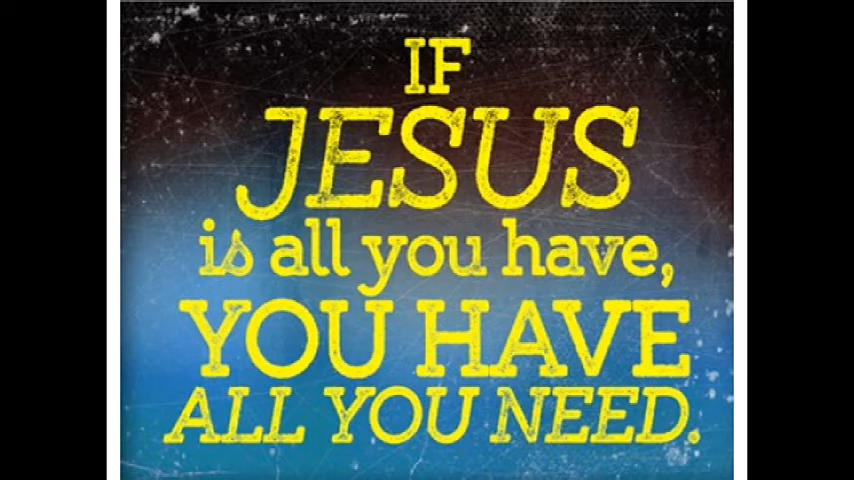 IF
JESUS
is all you have,
YOU HAVE
ALL YOU NEED.